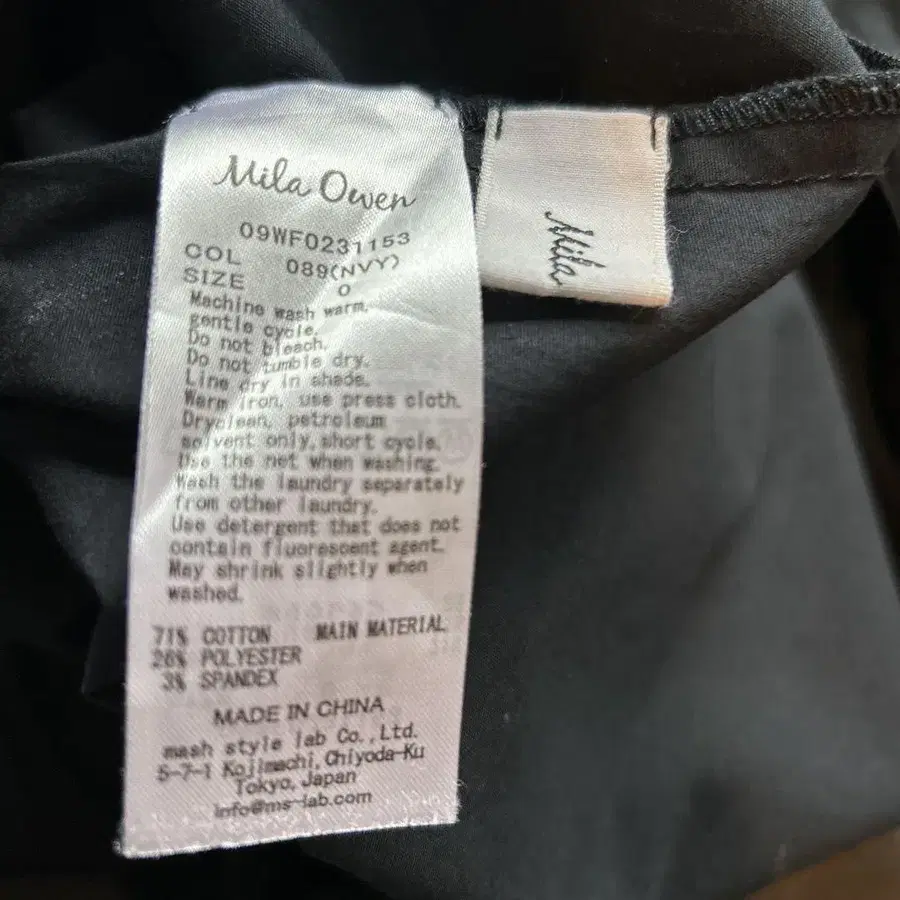 Mila Owen
09WF0231153
COL 089(NVY)
SIZE 0
Machine wash warm,
gentle cycle.
Do not bleach.
Do not tumble dry.
Line dry in shade.
Warm iron, use press cloth.
Dryclean, petroleum
solvent only, short cycle.
Use the net when washing.
Wash the laundry separately
from other laundry.
Use detergent that does not
contain fluorescent agent.
May shrink slightly when
washed.
71% COTTON MAIN MATERIAL
26% POLYESTER
3% SPANDEX
MADE IN CHINA
mash style lab Co., Ltd.
5-7-1 Kojimachi, Chiyoda-Ku
Tokyo, Japan
info@ms-lab.com
Mila